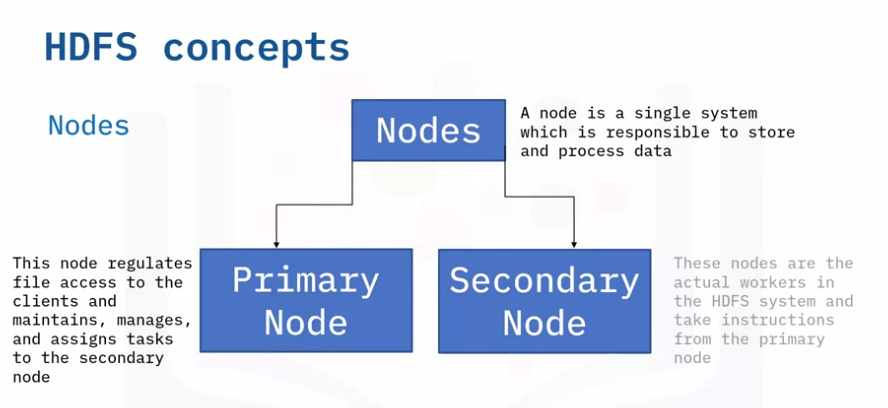 HDFS concepts
Nodes
Nodes
A node is a single system
which is responsible to store
and process data
This node regulates
file access to the
clients and
maintains, manages,
and assigns tasks
to the secondary
node
Primary
Node
Secondary
Node
These nodes are the
actual workers in
the HDFS system and
take instructions
from the primary
node